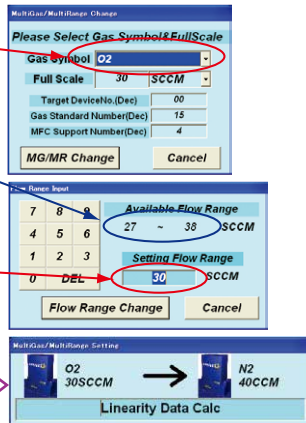 MultiGas/MultiRange Change
Please Select Gas Symbol&FullScale
Gas Symbol O2
Full Scale 30 SCCM
Target DeviceNo.(Dec) 00
Gas Standard Number(Dec) 15
MFC Support Number(Dec) 4
MG/MR Change Cancel
Flow Range Input
7 8 9 Available Flow Range
4 5 6 27 ~ 38 SCCM
1 2 3 Setting Flow Range
0 DEL 30 SCCM
Flow Range Change Cancel
MultiGas/MultiRange Setting
O2 N2
30SCCM 40CCM
Linearity Data Calc